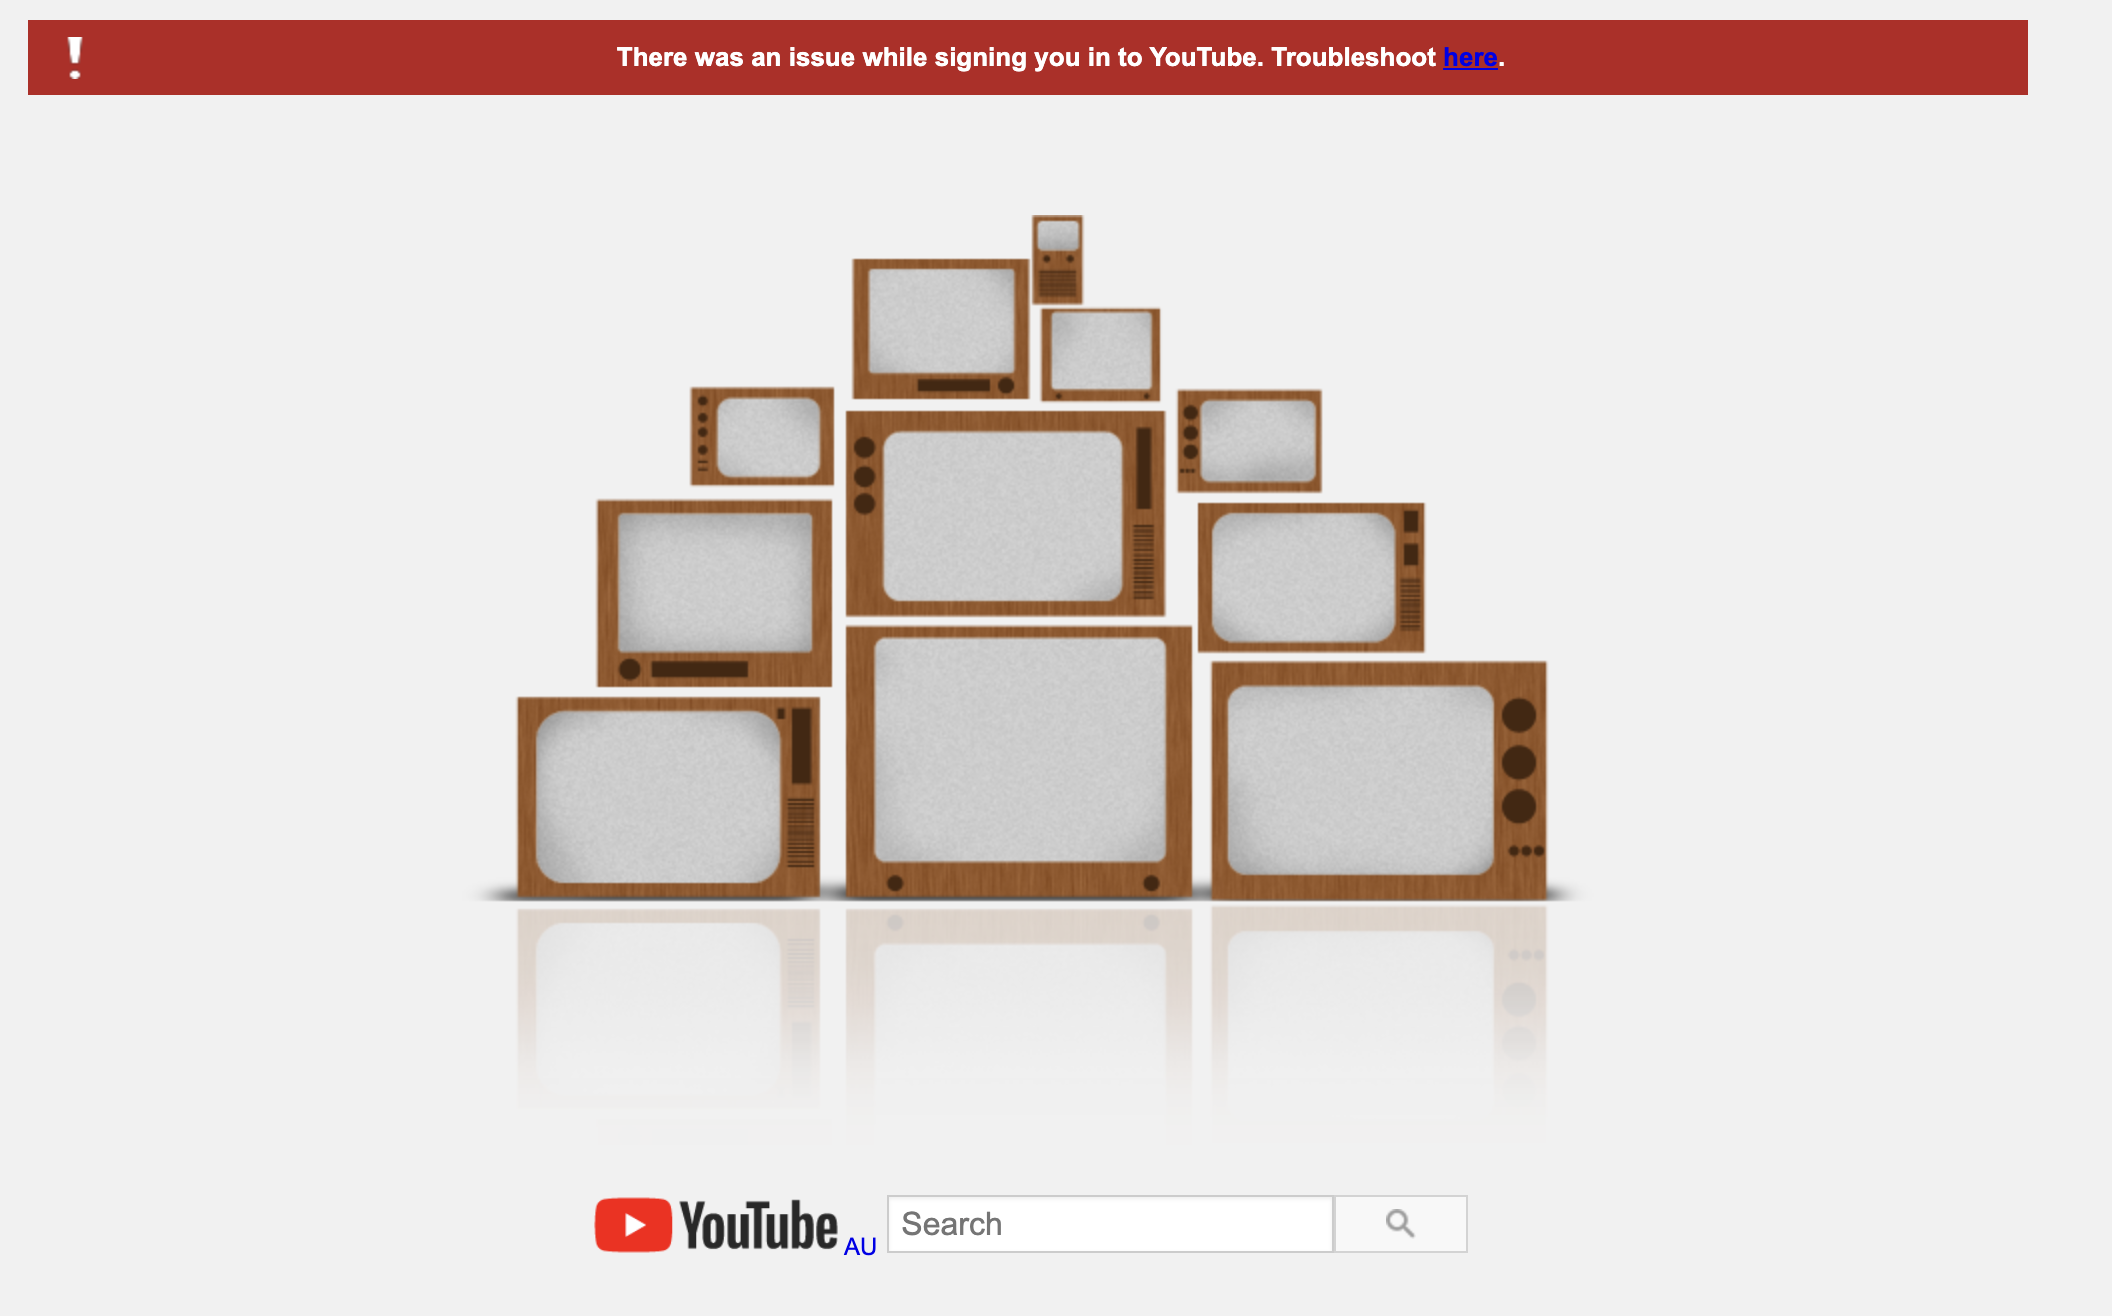 There was an issue while signing you in to YouTube. Troubleshoot here.
YouTube AU Search